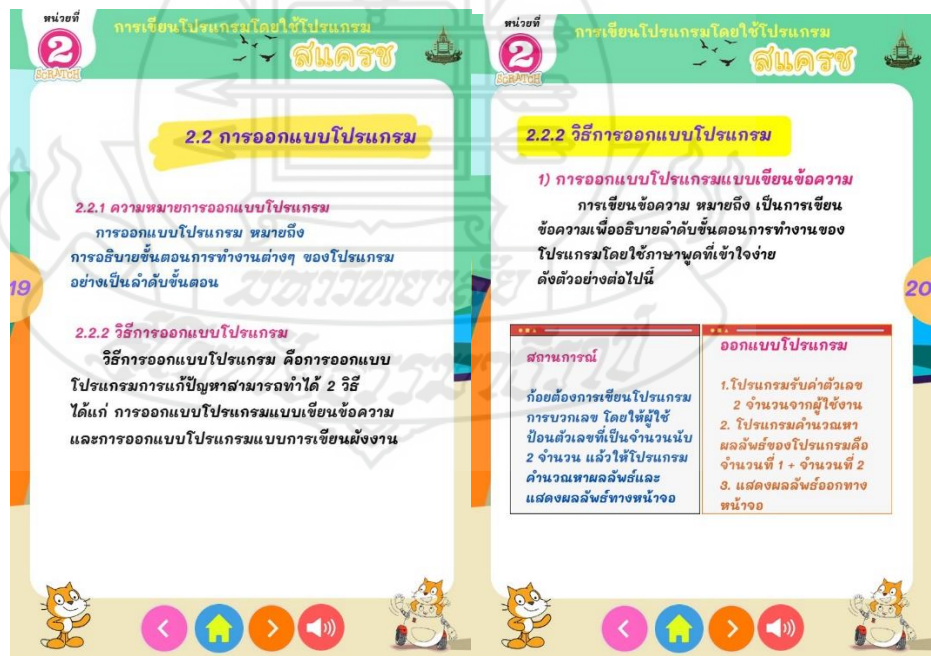 หน่วยที่
2
SCRATCH
การเขียนโปรแกรมโดยใช้โปรแกรม
สแครช
2.2 การออกแบบโปรแกรม
2.2.1 ความหมายการออกแบบโปรแกรม
การออกแบบโปรแกรม หมายถึง
การอธิบายขั้นตอนการทำงานต่างๆ ของโปรแกรม
อย่างเป็นลำดับขั้นตอน
19
2.2.2 วิธีการออกแบบโปรแกรม
วิธีการออกแบบโปรแกรม คือการออกแบบ
โปรแกรมการแก้ปัญหาสามารถทำได้ 2 วิธี
ได้แก่ การออกแบบโปรแกรมแบบเขียนข้อความ
และการออกแบบโปรแกรมแบบการเขียนผังงาน
หน่วยที่
2
SCRATCH
การเขียนโปรแกรมโดยใช้โปรแกรม
สแครช
2.2.2 วิธีการออกแบบโปรแกรม
1) การออกแบบโปรแกรมแบบเขียนข้อความ
การเขียนข้อความ หมายถึง เป็นการเขียน
ข้อความเพื่ออธิบายลำดับขั้นตอนการทำงานของ
โปรแกรมโดยใช้ภาษาพูดที่เข้าใจง่าย
ดังตัวอย่างต่อไปนี้
20
สถานการณ์
ก้อยต้องการเขียนโปรแกรม
การบวกเลข โดยให้ผู้ใช้
ป้อนตัวเลขที่เป็นจำนวนนับ
2 จำนวน แล้วให้โปรแกรม
คำนวณหาผลลัพธ์และ
แสดงผลลัพธ์ทางหน้าจอ
ออกแบบโปรแกรม
1.โปรแกรมรับค่าตัวเลข
2 จำนวนจากผู้ใช้งาน
2. โปรแกรมคำนวณหา
ผลลัพธ์ของโปรแกรมคือ
จำนวนที่ 1 + จำนวนที่ 2
3. แสดงผลลัพธ์ออกทาง
หน้าจอ